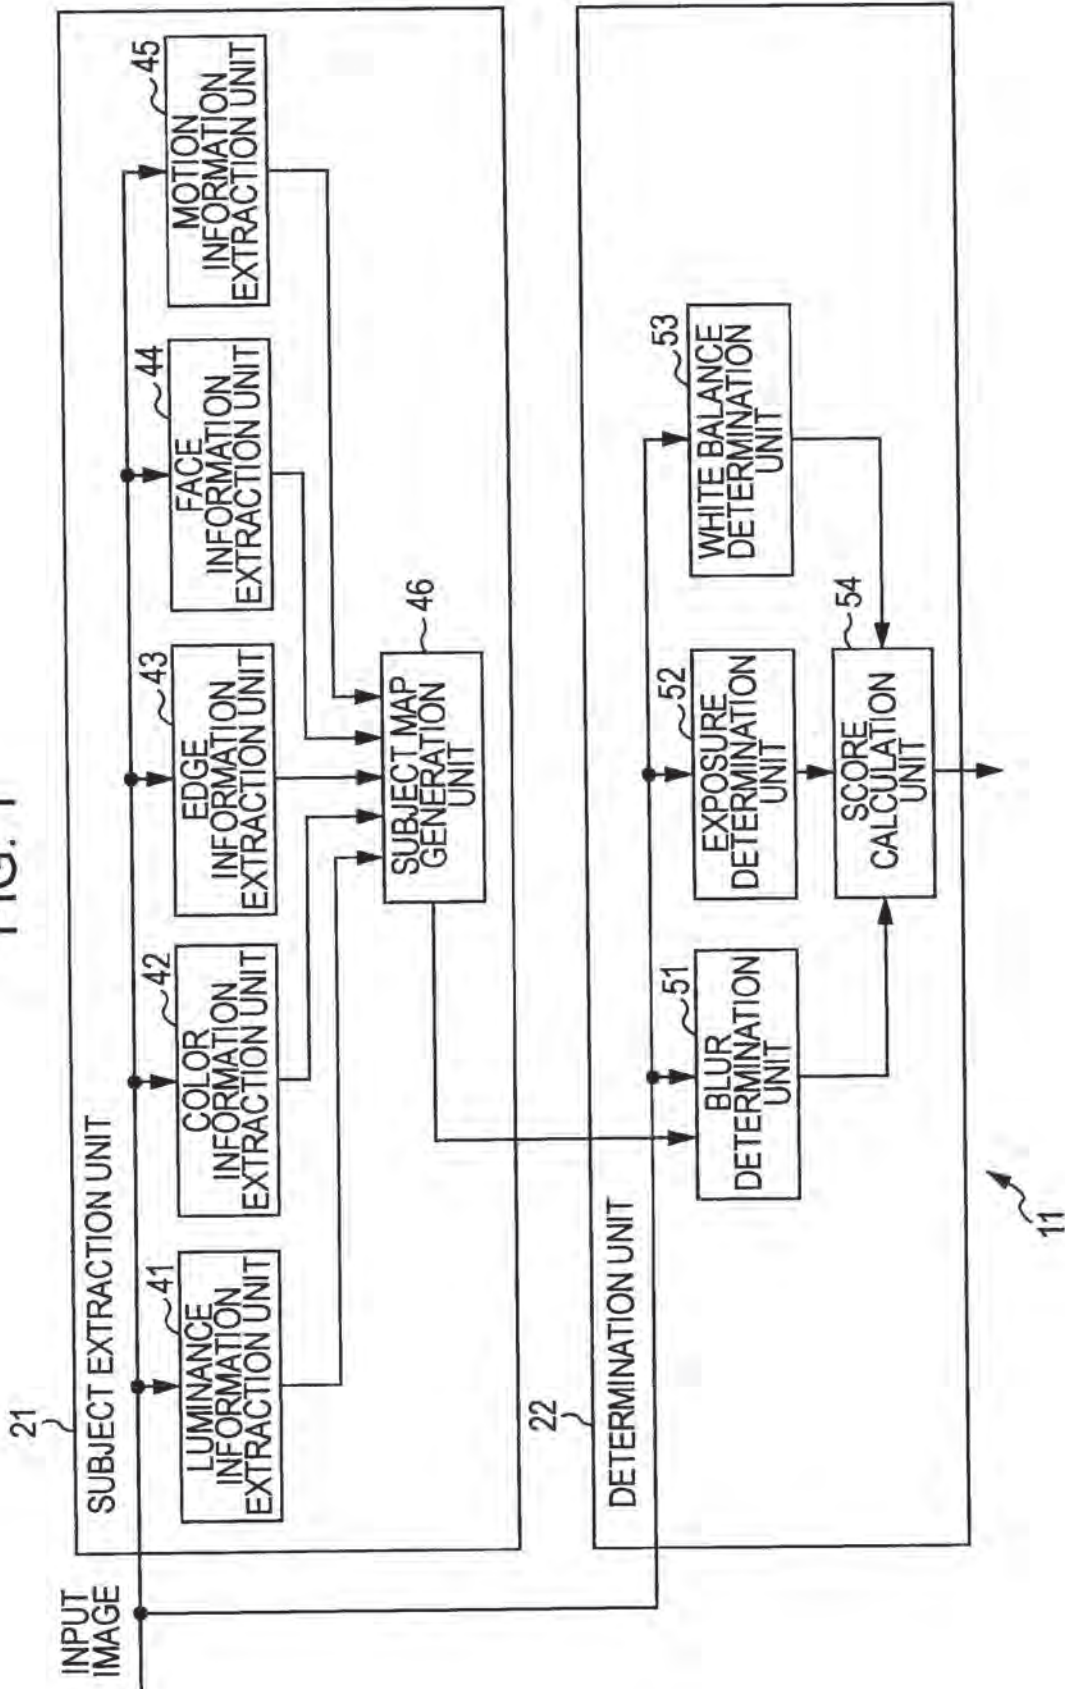 FIG. 1
INPUT
IMAGE
21
SUBJECT EXTRACTION UNIT
41
LUMINANCE
INFORMATION
EXTRACTION UNIT
42
COLOR
INFORMATION
EXTRACTION UNIT
43
EDGE
INFORMATION
EXTRACTION UNIT
44
FACE
INFORMATION
EXTRACTION UNIT
45
MOTION
INFORMATION
EXTRACTION UNIT
46
SUBJECT MAP
GENERATION
UNIT
22
DETERMINATION UNIT
51
BLUR
DETERMINATION
UNIT
52
EXPOSURE
DETERMINATION
UNIT
53
WHITE BALANCE
DETERMINATION
UNIT
54
SCORE
CALCULATION
UNIT
11